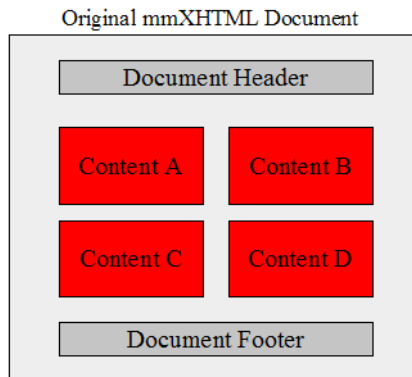 Original mmXHTML Document
Document Header
Content A
Content B
Content C
Content D
Document Footer